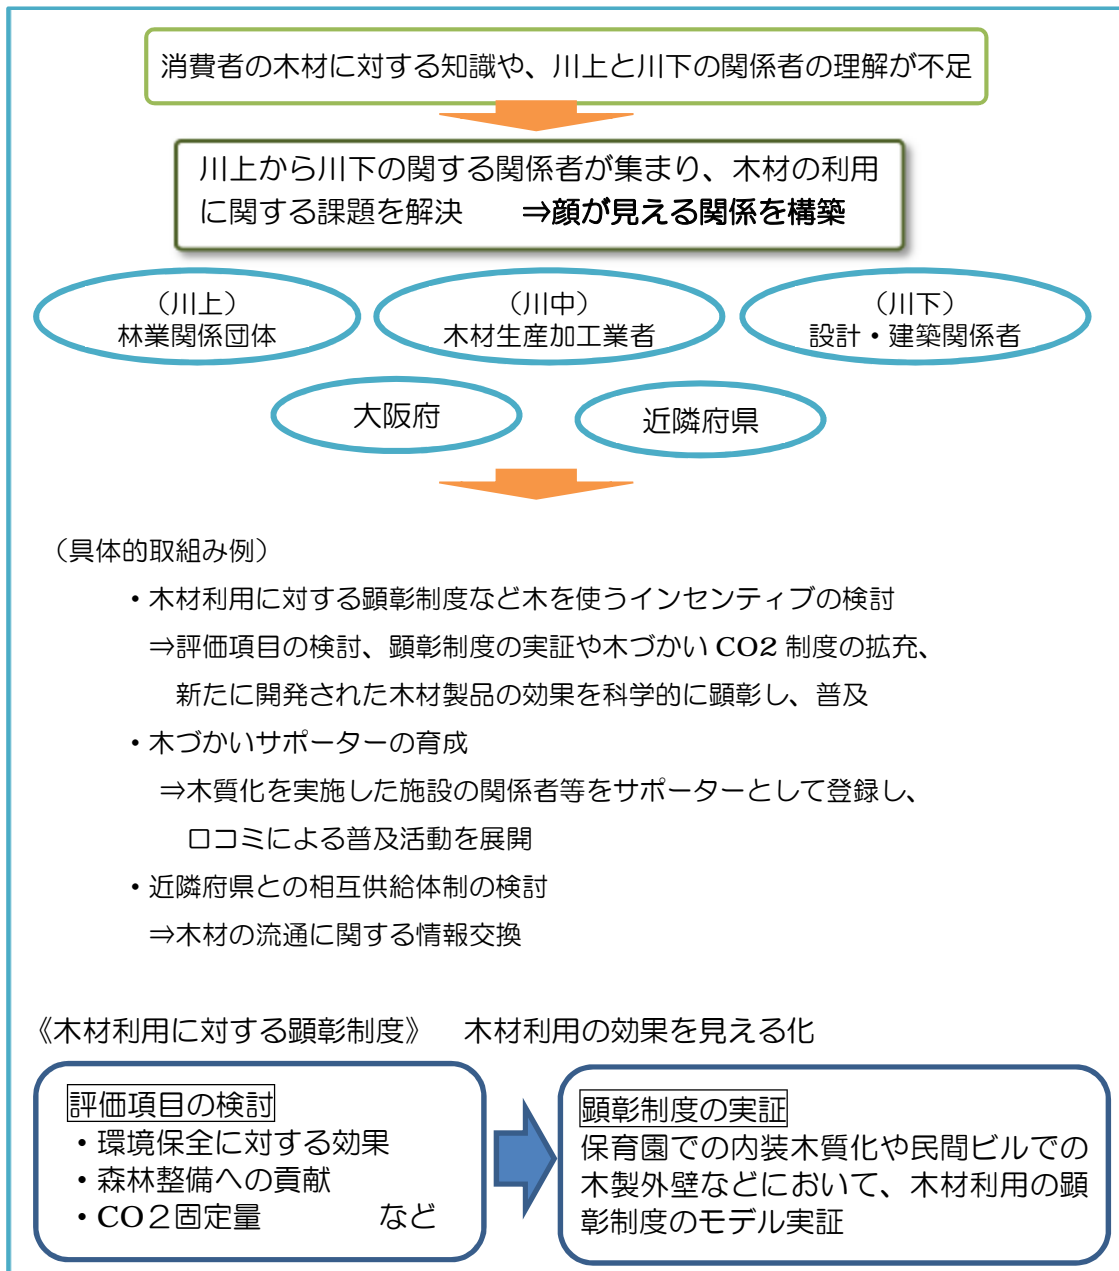 消費者の木材に対する知識や、川上と川下の関係者の理解が不足
川上から川下の関する関係者が集まり、木材の利用
に関する課題を解決　⇒顔が見える関係を構築
（川上）
林業関係団体
（川中）
木材生産加工業者
（川下）
設計・建築関係者
大阪府
近隣府県
（具体的取組み例）
・木材利用に対する顕彰制度など木を使うインセンティブの検討
⇒評価項目の検討、顕彰制度の実証や木づかい CO2 制度の拡充、
新たに開発された木材製品の効果を科学的に顕彰し、普及
・木づかいサポーターの育成
⇒木質化を実施した施設の関係者等をサポーターとして登録し、
口コミによる普及活動を展開
・近隣府県との相互供給体制の検討
⇒木材の流通に関する情報交換
《木材利用に対する顕彰制度》　木材利用の効果を見える化
評価項目の検討
・環境保全に対する効果
・森林整備への貢献
・CO２固定量　　　など
顕彰制度の実証
保育園での内装木質化や民間ビルでの
木製外壁などにおいて、木材利用の顕
彰制度のモデル実証